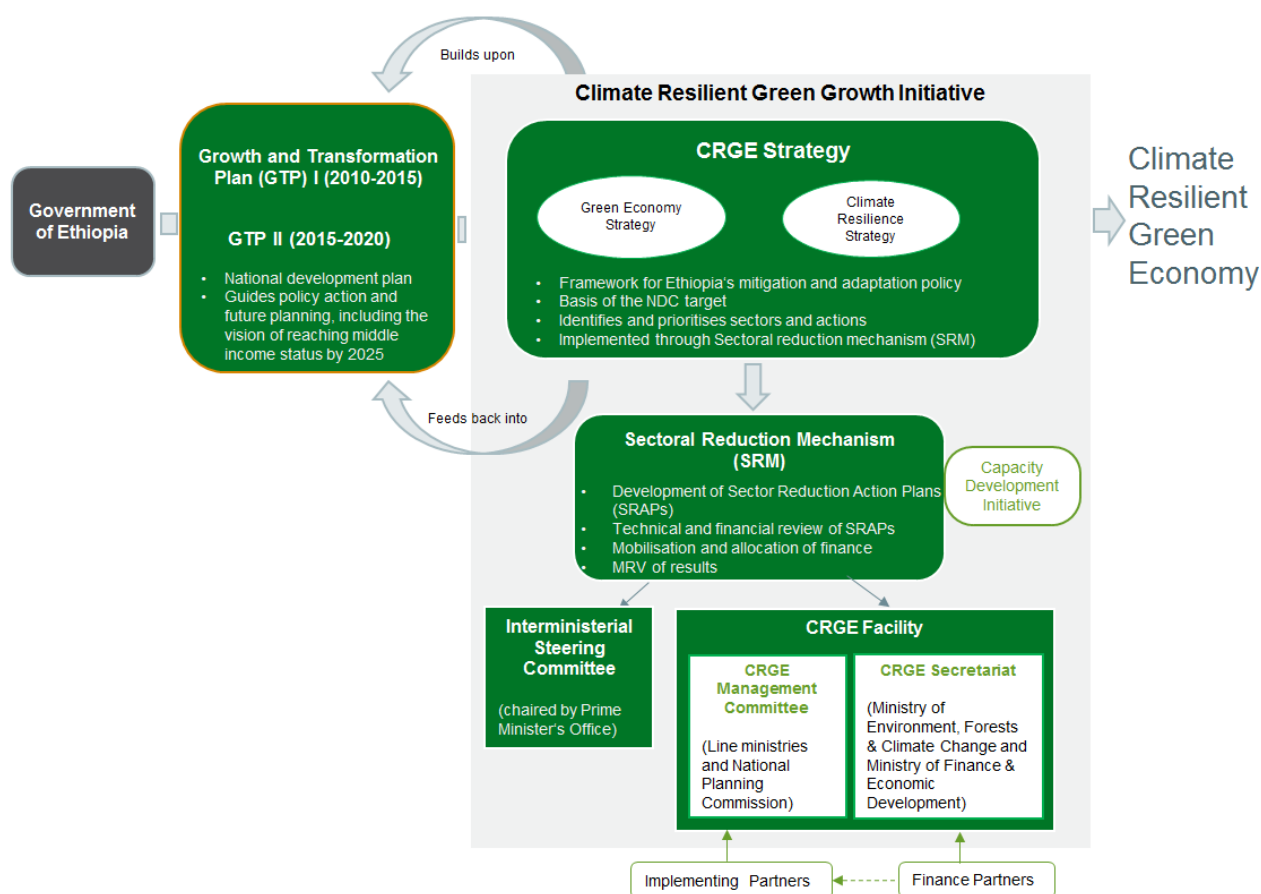 Builds upon
Climate Resilient Green Growth Initiative
Government
of Ethiopia
Growth and Transformation
Plan (GTP) I (2010-2015)
GTP II (2015-2020)
• National development plan
• Guides policy action and
future planning, including the
vision of reaching middle
income status by 2025
CRGE Strategy
Green Economy
Strategy
Climate
Resilience
Strategy
• Framework for Ethiopia's mitigation and adaptation policy
• Basis of the NDC target
• Identifies and prioritises sectors and actions
• Implemented through Sectoral reduction mechanism (SRM)
Climate
Resilient
Green
Economy
Feeds back into
Sectoral Reduction Mechanism
(SRM)
• Development of Sector Reduction Action Plans
(SRAPs)
• Technical and financial review of SRAPs
• Mobilisation and allocation of finance
• MRV of results
Capacity
Development
Initiative
Interministerial
Steering
Committee
(chaired by Prime
Minister's Office)
CRGE Facility
CRGE
Management
Committee
(Line ministries
and National
Planning
Commission)
CRGE Secretariat
(Ministry of
Environment, Forests
& Climate Change and
Ministry of Finance &
Economic
Development)
Implementing Partners
Finance Partners